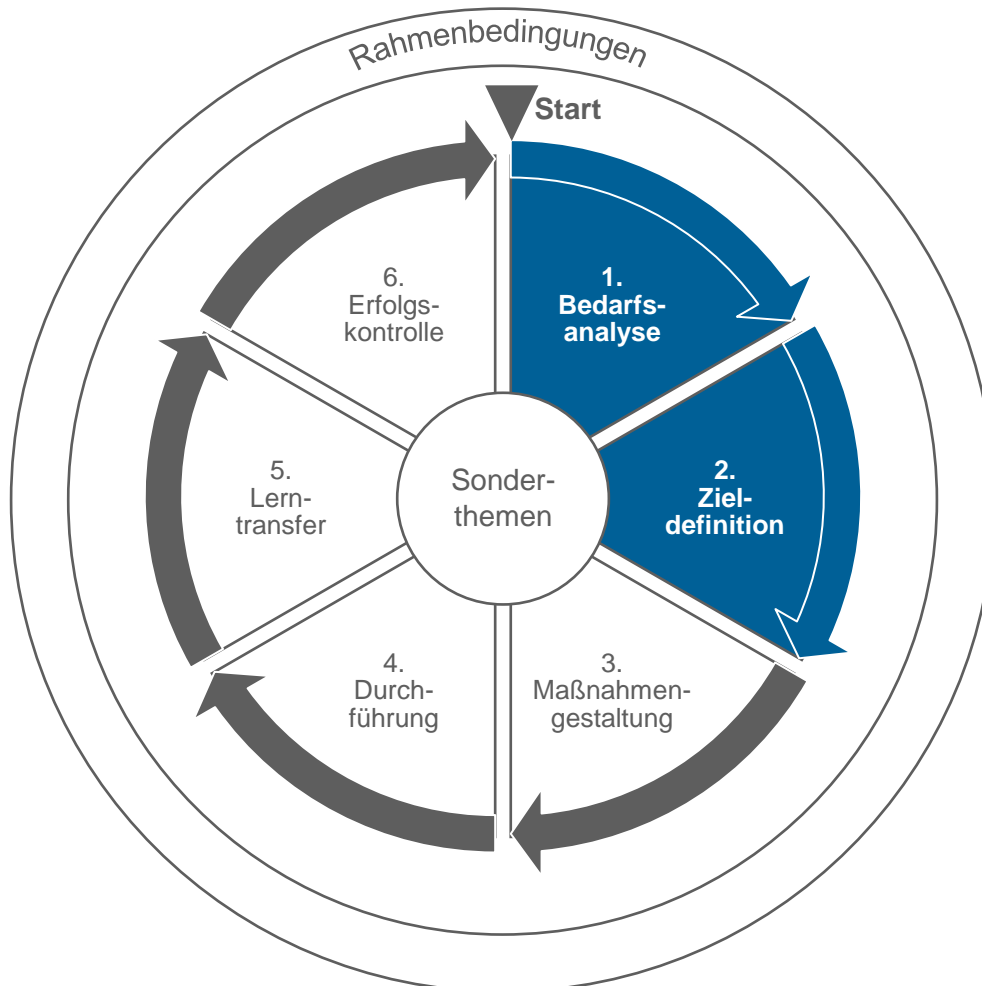 Rahmenbedingungen
Start
1.
Bedarfs-
analyse
2.
Ziel-
definition
3.
Maßnahmen-
gestaltung
4.
Durch-
führung
5.
Lern-
transfer
6.
Erfolgs-
kontrolle
Sonder-
themen